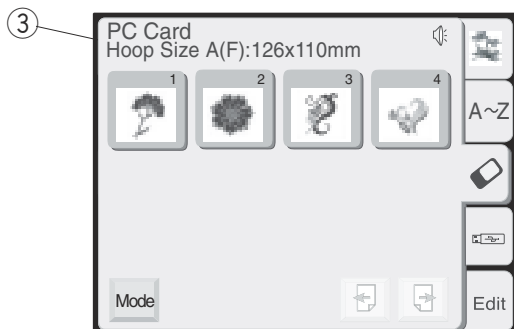 3
PC Card
Hoop Size A(F):126x110mm
1 2 3 4
A~Z
Mode
Edit